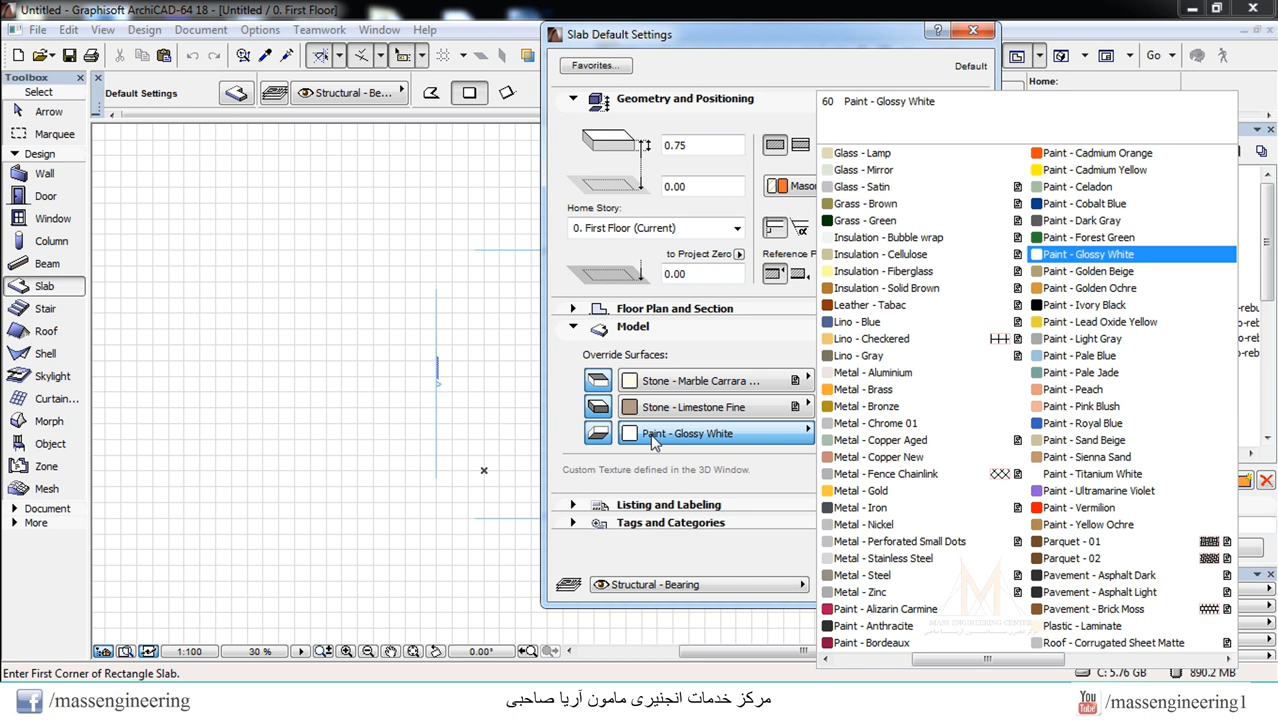 Untitled - Graphisoft ArchiCAD-64 18 - [Untitled / 0. First Floor]
File Edit View Design Document Options Teamwork Window Help
Go
Toolbox
Select
Arrow
Marquee
Design
Wall
Door
Window
Column
Beam
Slab
Stair
Roof
Shell
Skylight
Curtain...
Morph
Object
Zone
Mesh
Document
More
Default Settings
Structural - Be...
Home:
Slab Default Settings
?
Favorites...
Default
Geometry and Positioning
0.75
0.00
Maso
Home Story:
0. First Floor (Current)
Reference P
to Project Zero
0.00
Floor Plan and Section
Model
Override Surfaces:
Stone - Marble Carrara ...
Stone - Limestone Fine
Paint - Glossy White
Custom Texture defined in the 3D Window.
Listing and Labeling
Tags and Categories
Structural - Bearing
60 Paint - Glossy White
Glass - Lamp
Glass - Mirror
Glass - Satin
Grass - Brown
Grass - Green
Insulation - Bubble wrap
Insulation - Cellulose
Insulation - Fiberglass
Insulation - Solid Brown
Leather - Tabac
Lino - Blue
Lino - Checkered
Lino - Gray
Metal - Aluminium
Metal - Brass
Metal - Bronze
Metal - Chrome 01
Metal - Copper Aged
Metal - Copper New
Metal - Fence Chainlink
Metal - Gold
Metal - Iron
Metal - Nickel
Metal - Perforated Small Dots
Metal - Stainless Steel
Metal - Steel
Metal - Zinc
Paint - Alizarin Carmine
Paint - Anthracite
Paint - Bordeaux
Paint - Cadmium Orange
Paint - Cadmium Yellow
Paint - Celadon
Paint - Cobalt Blue
Paint - Dark Gray
Paint - Forest Green
Paint - Glossy White
Paint - Golden Beige
Paint - Golden Ochre
Paint - Ivory Black
Paint - Lead Oxide Yellow
Paint - Light Gray
Paint - Pale Blue
Paint - Pale Jade
Paint - Peach
Paint - Pink Blush
Paint - Royal Blue
Paint - Sand Beige
Paint - Sienna Sand
Paint - Titanium White
Paint - Ultramarine Violet
Paint - Vermilion
Paint - Yellow Ochre
Parquet - 01
Parquet - 02
Pavement - Asphalt Dark
Pavement - Asphalt Light
Pavement - Brick Moss
Plastic - Laminate
Roof - Corrugated Sheet Matte
o-rebu
o-reb
o-reb
o-reb
MASS ENGINEERING CENTER
1:100 30 % 0.00°
Enter First Corner of Rectangle Slab.
C: 5.76 GB 890.2 MB
/massengineering
مرکز خدمات انجنیری مامون آریا صاحبی
You Tube
/massengineering1